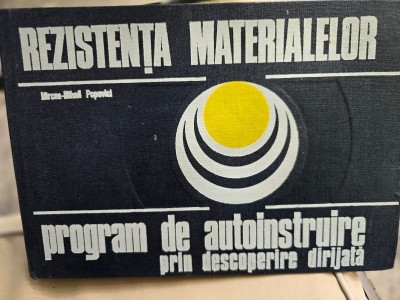 REZISTENȚA MATERIALELOR
Mircea-Mihail Popovici
program de autoinstruire
prin descoperire dirijată